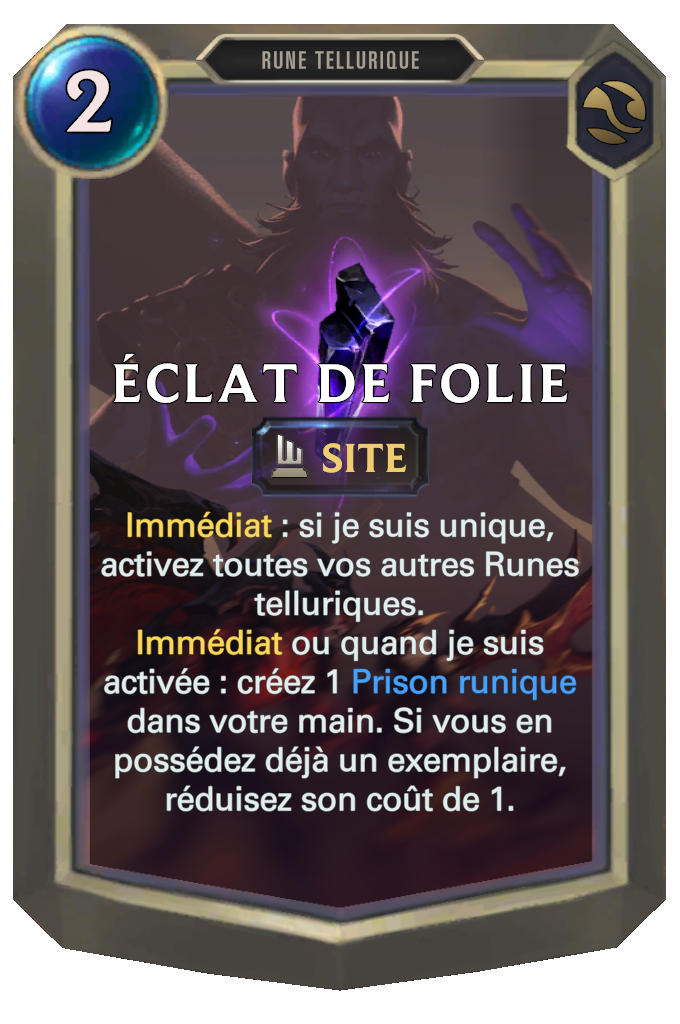 2
RUNE TELLURIQUE
ÉCLAT DE FOLIE
SITE
Immédiat : si je suis unique,
activez toutes vos autres Runes
telluriques.
Immédiat ou quand je suis
activée : créez 1 Prison runique
dans votre main. Si vous en
possédez déjà un exemplaire,
réduisez son coût de 1.